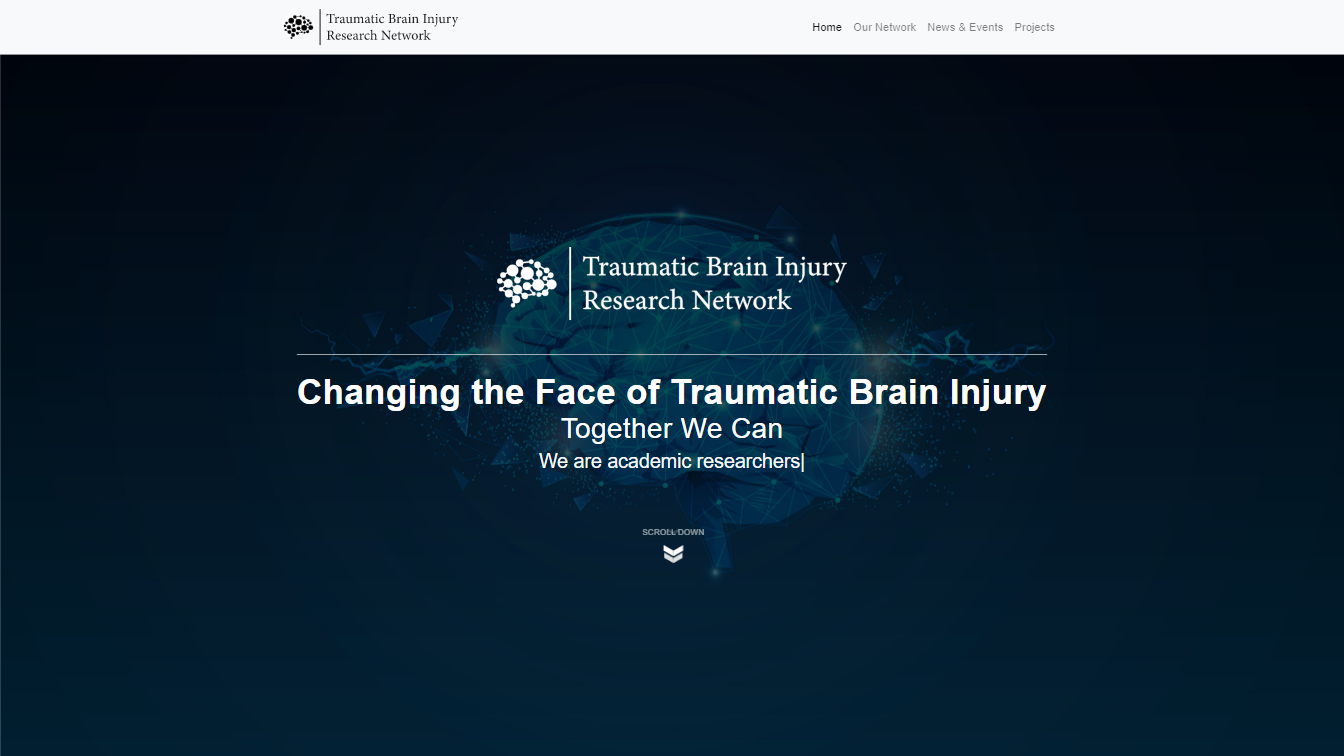 Traumatic Brain Injury
Research Network
Home Our Network News & Events Projects
Traumatic Brain Injury
Research Network
Changing the Face of Traumatic Brain Injury
Together We Can
We are academic researchers|
SCROLL DOWN